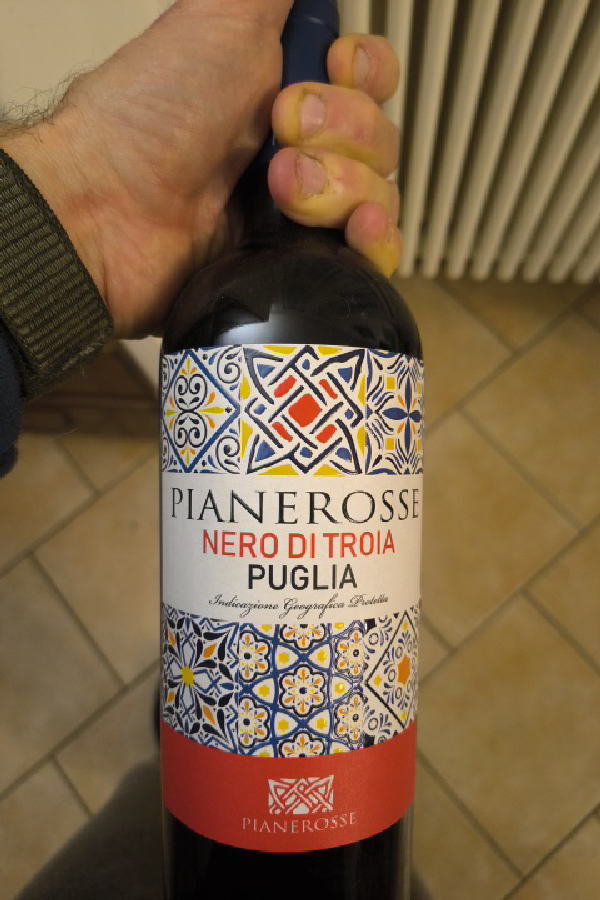 PIANEROSSE
NERO DI TROIA
PUGLIA
Indicazione Geografica Protetta
PIANEROSSE